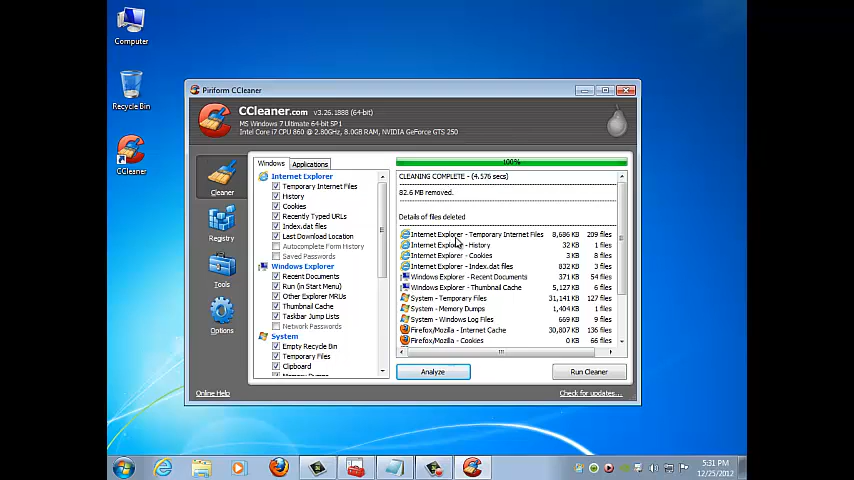 Computer
Recycle Bin
CCleaner
Piriform CCleaner
CCleaner.com v3.26.1888 (64-bit)
MS Windows 7 Ultimate 64-bit SP1
Intel Core i7 CPU 860 @ 2.80GHz, 8.0GB RAM, NVIDIA GeForce GTS 250
Cleaner
Registry
Tools
Options
Windows
Applications
Internet Explorer
Temporary Internet Files
History
Cookies
Recently Typed URLs
Index.dat files
Last Download Location
Autocomplete Form History
Saved Passwords
Windows Explorer
Recent Documents
Run (in Start Menu)
Other Explorer MRUs
Thumbnail Cache
Taskbar Jump Lists
Network Passwords
System
Empty Recycle Bin
Temporary Files
Clipboard
Memory Dumps
100%
CLEANING COMPLETE - (4.576 secs)
82.6 MB removed.
Details of files deleted
Internet Explorer - Temporary Internet Files 8,686 KB 209 files
Internet Explorer - History 32 KB 1 files
Internet Explorer - Cookies 3 KB 8 files
Internet Explorer - Index.dat files 832 KB 3 files
Windows Explorer - Recent Documents 371 KB 54 files
Windows Explorer - Thumbnail Cache 5,127 KB 6 files
System - Temporary Files 31,141 KB 127 files
System - Memory Dumps 1,404 KB 1 files
System - Windows Log Files 669 KB 9 files
Firefox/Mozilla - Internet Cache 30,807 KB 136 files
Firefox/Mozilla - Cookies 0 KB 66 files
Analyze
Run Cleaner
Online Help
Check for updates...
5:31 PM
12/25/2012